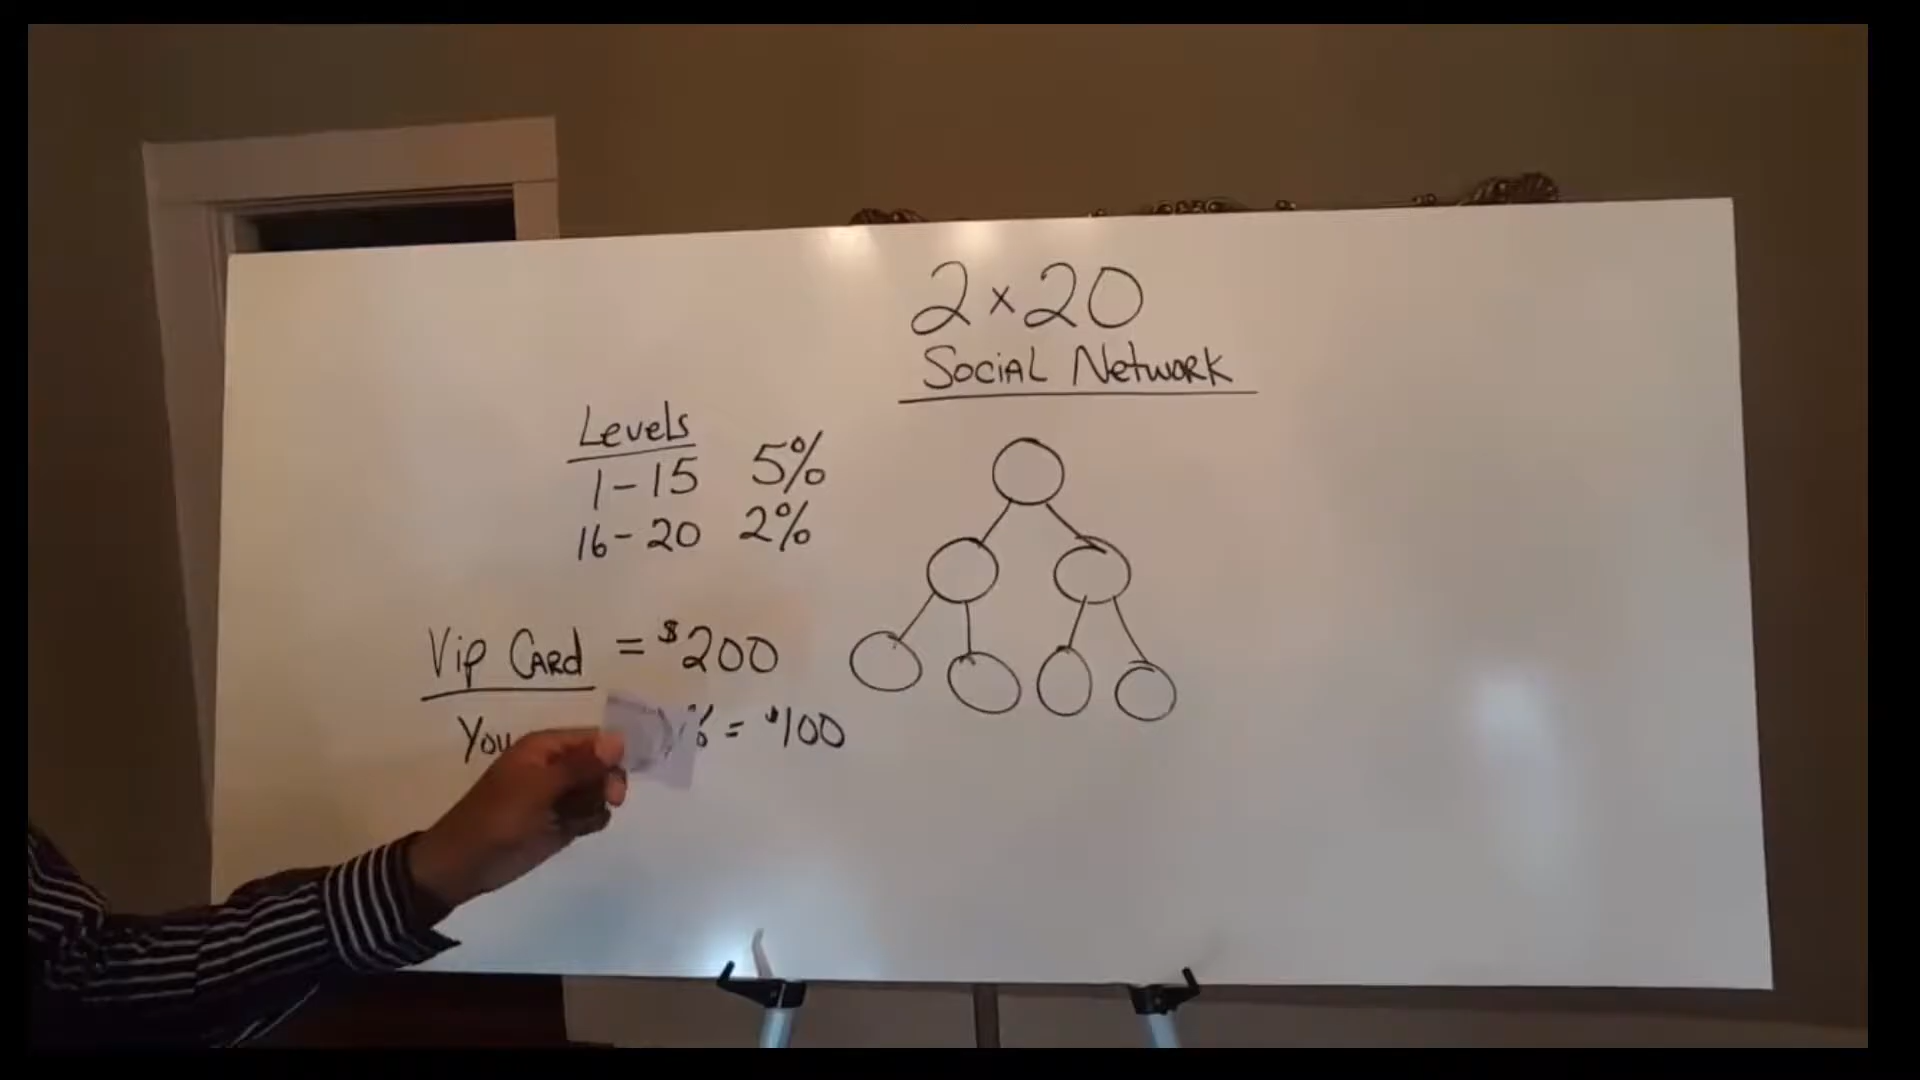 2×20
Social Network
Levels
1-15 5%
16-20 2%
Vip Card = $200
You % = $100